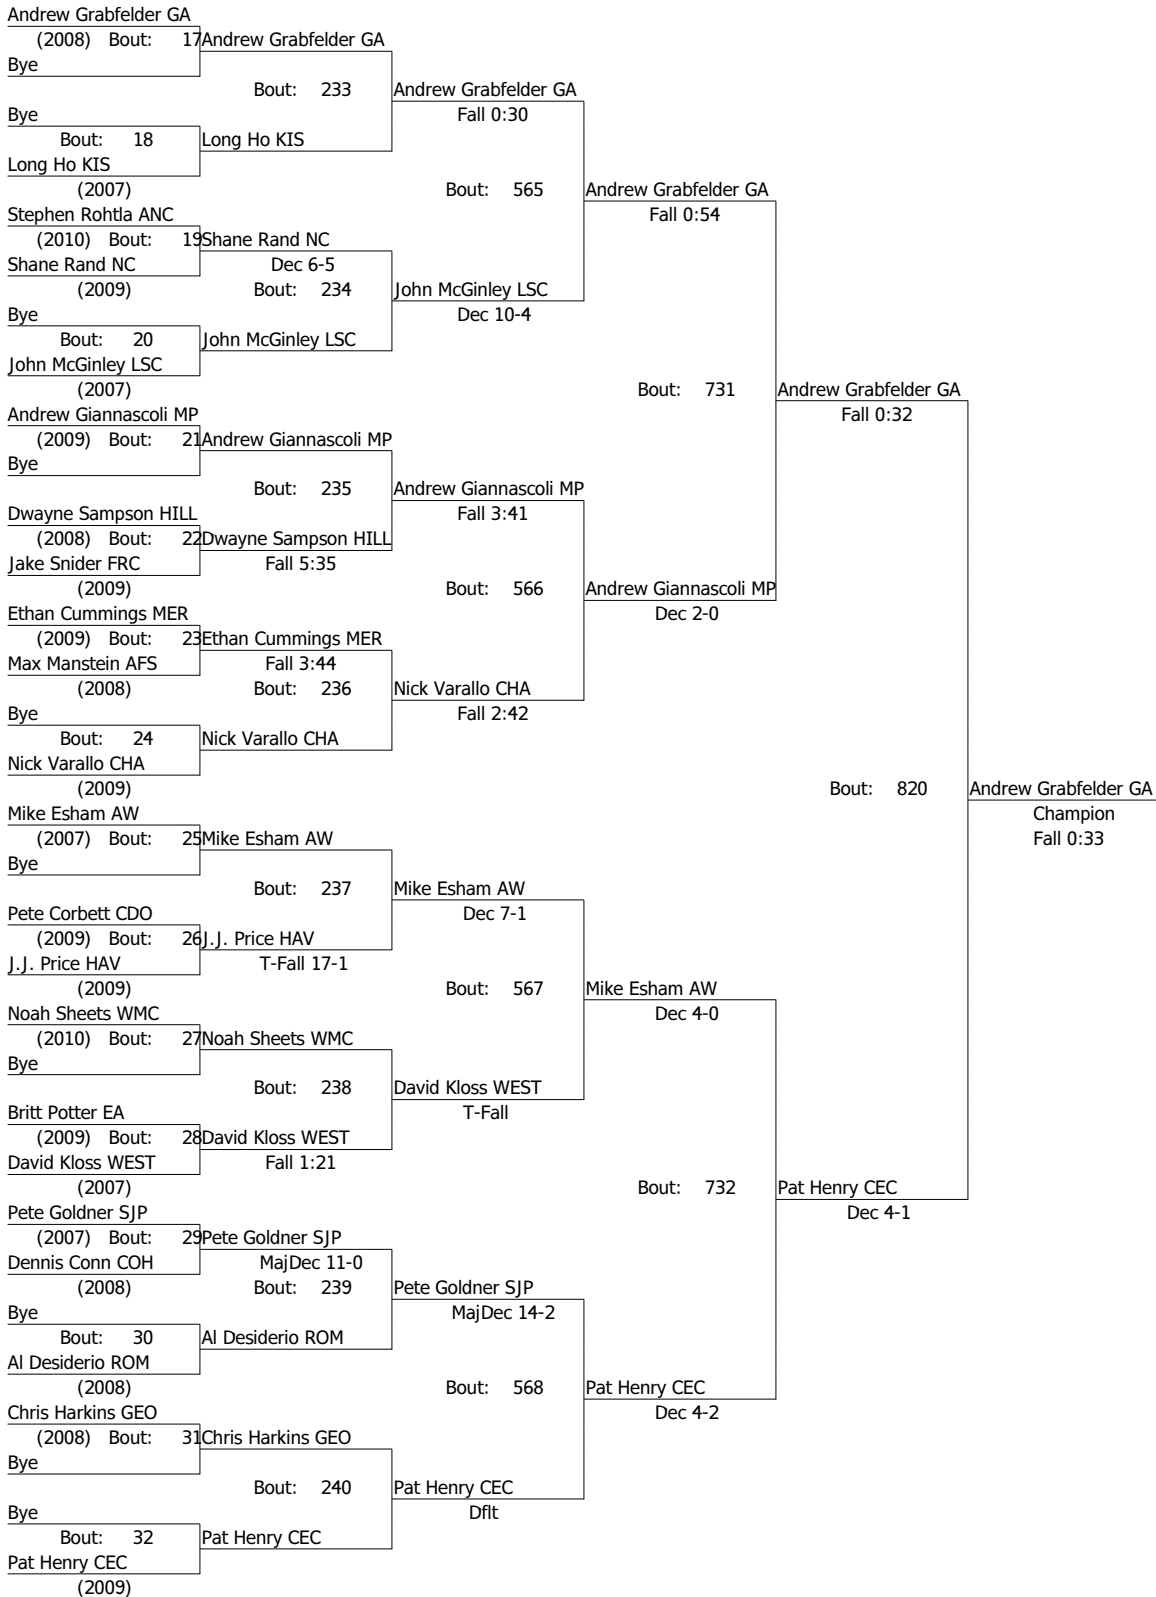 Andrew Grabfelder GA
(2008) Bout: 17 Andrew Grabfelder GA
Bye
Bout: 233 Andrew Grabfelder GA
Bye
Fall 0:30
Bout: 18 Long Ho KIS
Long Ho KIS
(2007)
Bout: 565 Andrew Grabfelder GA
Stephen Rohtla ANC
Fall 0:54
(2010) Bout: 19 Shane Rand NC
Shane Rand NC
Dec 6-5
(2009)
Bout: 234 John McGinley LSC
Bye
Dec 10-4
Bout: 20 John McGinley LSC
John McGinley LSC
(2007)
Bout: 731 Andrew Grabfelder GA
Andrew Giannascoli MP
Fall 0:32
(2009) Bout: 21 Andrew Giannascoli MP
Bye
Bout: 235 Andrew Giannascoli MP
Dwayne Sampson HILL
Fall 3:41
(2008) Bout: 22 Dwayne Sampson HILL
Jake Snider FRC
Fall 5:35
(2009)
Bout: 566 Andrew Giannascoli MP
Ethan Cummings MER
Dec 2-0
(2009) Bout: 23 Ethan Cummings MER
Max Manstein AFS
Fall 3:44
(2008)
Bout: 236 Nick Varallo CHA
Bye
Fall 2:42
Bout: 24 Nick Varallo CHA
Nick Varallo CHA
(2009)
Bout: 820 Andrew Grabfelder GA
Mike Esham AW
Champion
(2007) Bout: 25 Mike Esham AW
Fall 0:33
Bye
Bout: 237 Mike Esham AW
Pete Corbett CDO
Dec 7-1
(2009) Bout: 26 J.J. Price HAV
J.J. Price HAV
T-Fall 17-1
(2009)
Bout: 567 Mike Esham AW
Noah Sheets WMC
Dec 4-0
(2010) Bout: 27 Noah Sheets WMC
Bye
Bout: 238 David Kloss WEST
Britt Potter EA
T-Fall
(2009) Bout: 28 David Kloss WEST
David Kloss WEST
Fall 1:21
(2007)
Bout: 732 Pat Henry CEC
Pete Goldner SJP
Dec 4-1
(2007) Bout: 29 Pete Goldner SJP
Dennis Conn COH
MajDec 11-0
(2008)
Bout: 239 Pete Goldner SJP
Bye
MajDec 14-2
Bout: 30 Al Desiderio ROM
Al Desiderio ROM
(2008)
Bout: 568 Pat Henry CEC
Chris Harkins GEO
Dec 4-2
(2008) Bout: 31 Chris Harkins GEO
Bye
Bout: 240 Pat Henry CEC
Bye
Dflt
Bout: 32 Pat Henry CEC
Pat Henry CEC
(2009)